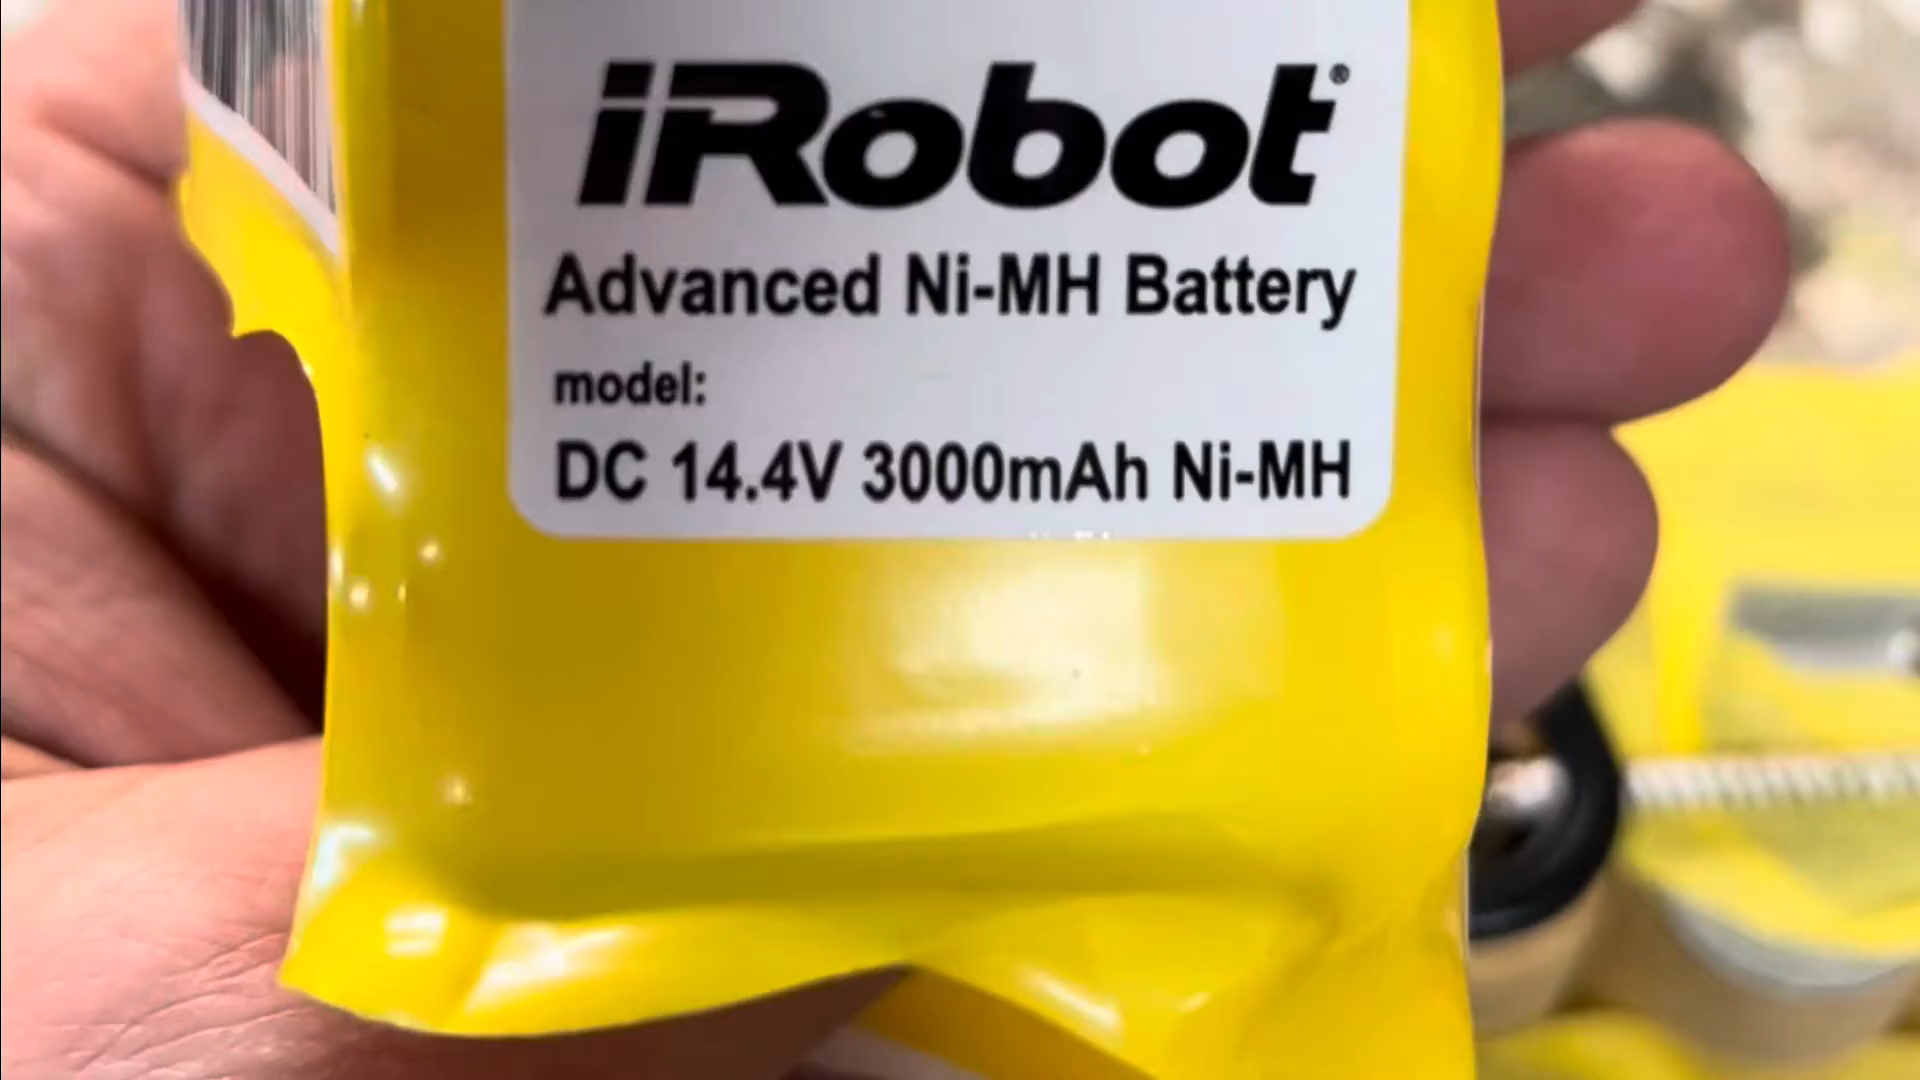 iRobot®
Advanced Ni-MH Battery
model:
DC 14.4V 3000mAh Ni-MH